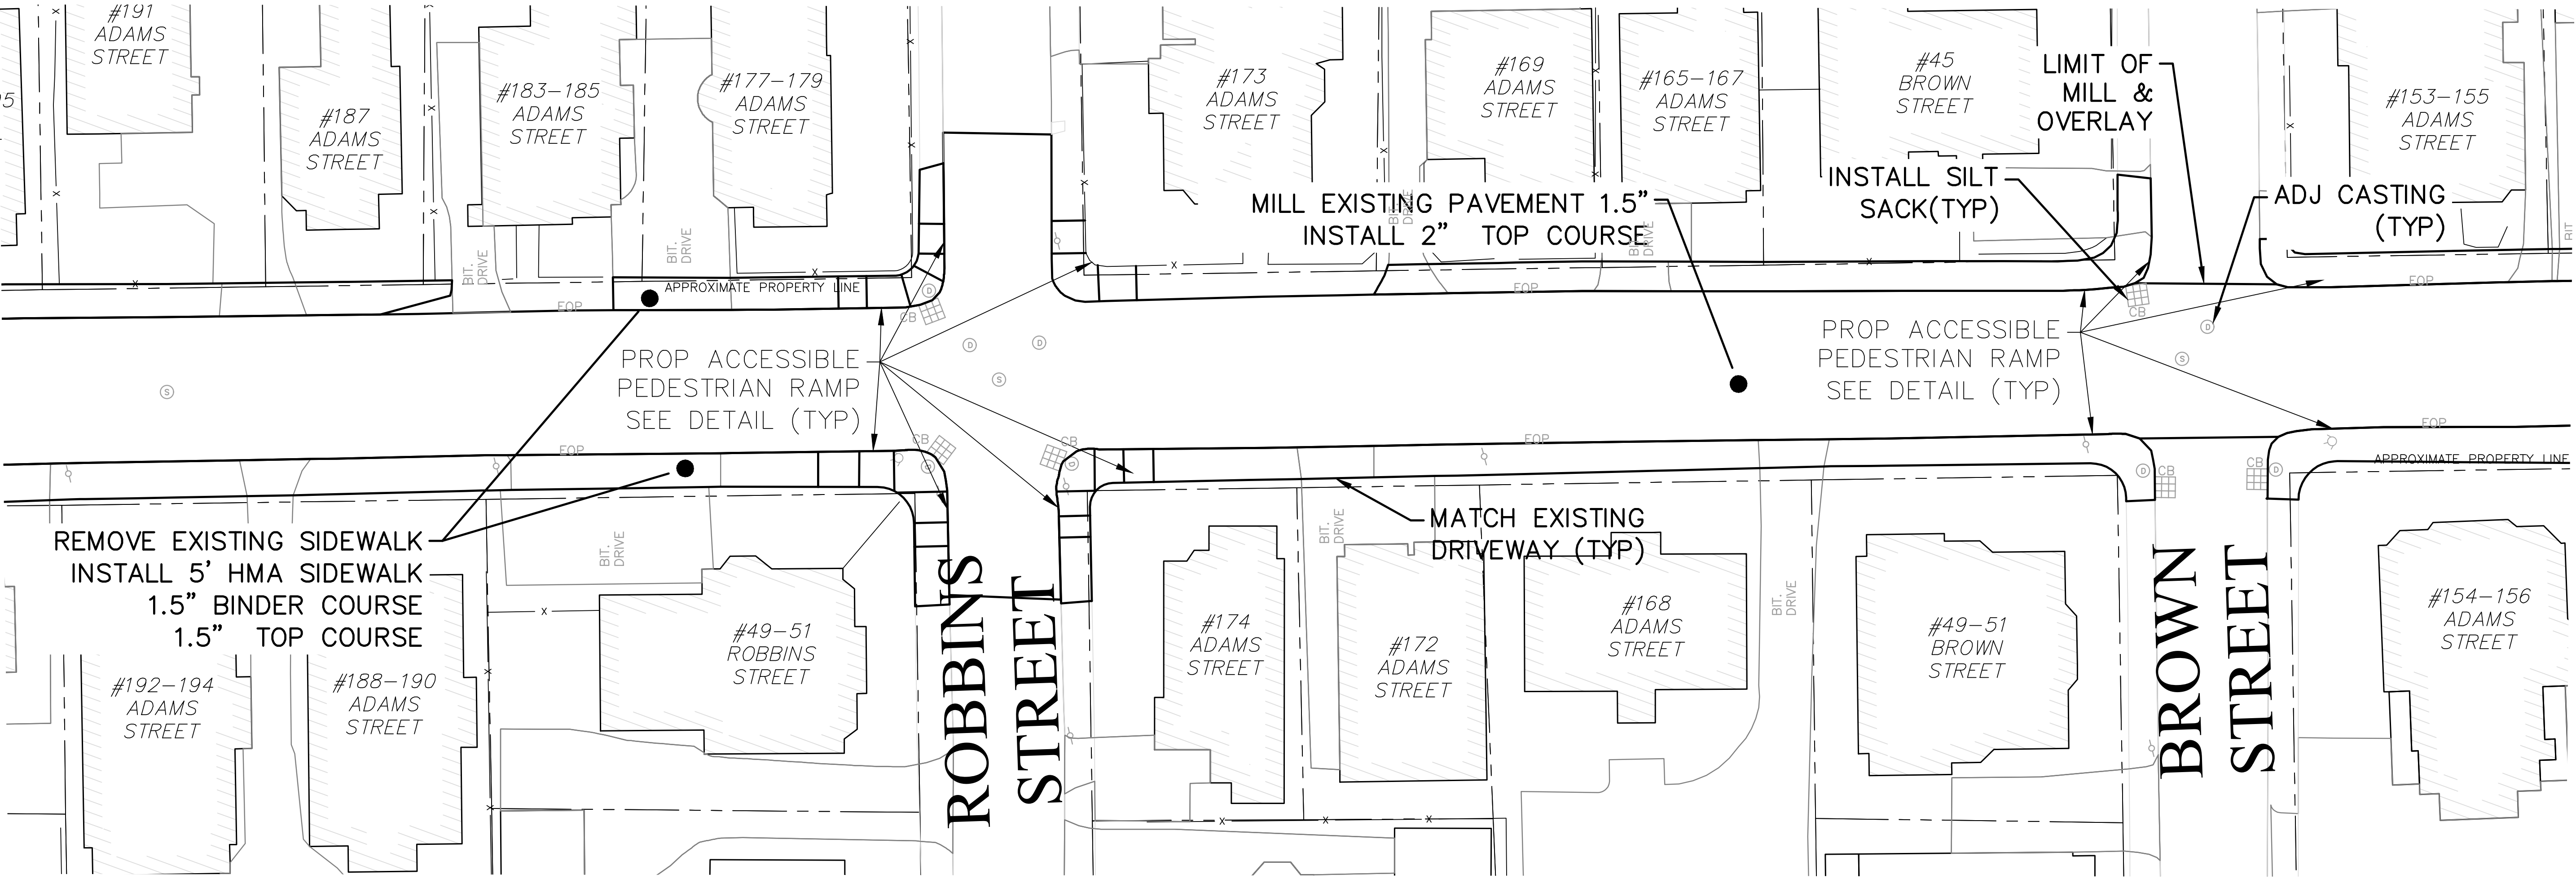 #191
ADAMS
STREET
#187
ADAMS
STREET
#183-185
ADAMS
STREET
#177-179
ADAMS
STREET
#173
ADAMS
STREET
#169
ADAMS
STREET
#165-167
ADAMS
STREET
#45
BROWN
STREET
LIMIT OF
MILL &
OVERLAY
#153-155
ADAMS
STREET
INSTALL SILT
SACK(TYP)
ADJ CASTING
(TYP)
MILL EXISTING PAVEMENT 1.5"
INSTALL 2" TOP COURSE
BIT.
DRIVE
BIT.
DRIVE
BIT.
DRIVE
BIT.
DRIVE
BIT
APPROXIMATE PROPERTY LINE
EOP
EOP
EOP
CB
CB
D
D
D
D
S
S
S
PROP ACCESSIBLE
PEDESTRIAN RAMP
SEE DETAIL (TYP)
PROP ACCESSIBLE
PEDESTRIAN RAMP
SEE DETAIL (TYP)
EOP
EOP
EOP
CB
CB
CB
CB
D
D
D
D
APPROXIMATE PROPERTY LINE
REMOVE EXISTING SIDEWALK
INSTALL 5' HMA SIDEWALK
1.5" BINDER COURSE
1.5" TOP COURSE
MATCH EXISTING
DRIVEWAY (TYP)
BIT.
DRIVE
BIT.
DRIVE
BIT.
DRIVE
#192-194
ADAMS
STREET
#188-190
ADAMS
STREET
#49-51
ROBBINS
STREET
ROBBINS
STREET
#174
ADAMS
STREET
#172
ADAMS
STREET
#168
ADAMS
STREET
#49-51
BROWN
STREET
BROWN
STREET
#154-156
ADAMS
STREET